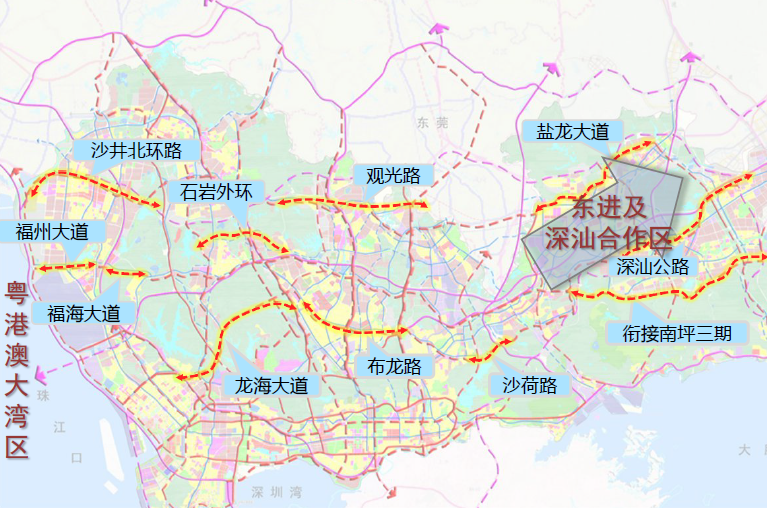 东莞
盐龙大道
沙井北环路
观光路
石岩外环
东进及
深汕合作区
福州大道
深汕公路
福海大道
衔接南坪三期
布龙路
龙海大道
沙荷路
粤港澳大湾区
珠江口
深圳湾
大